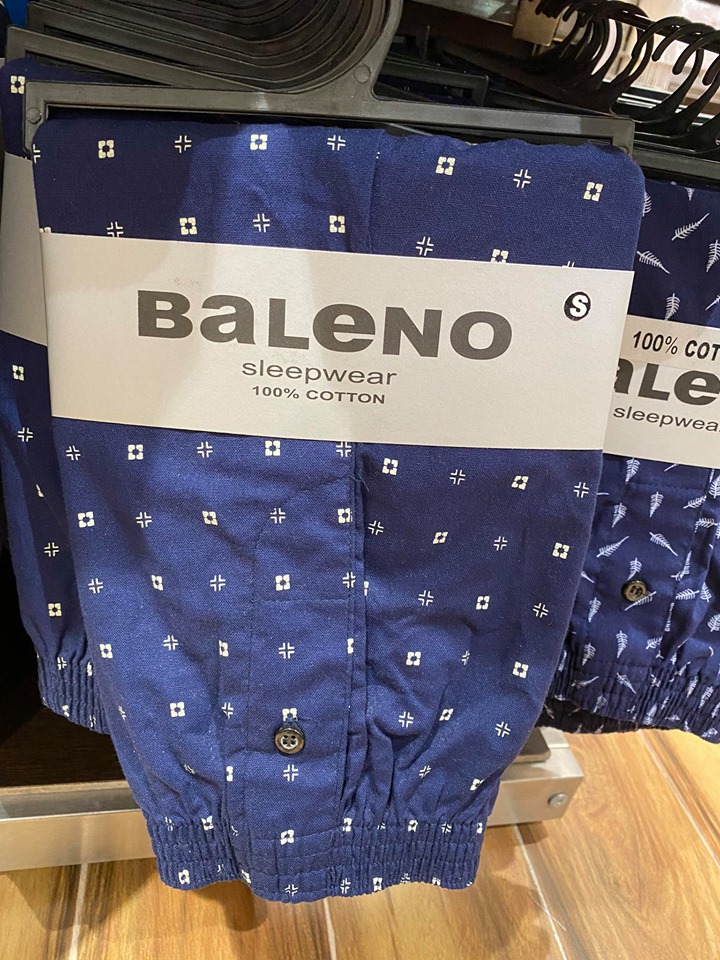 S
BaLeNO
sleepwear
100% COTTON
100% COT
aLe
sleepwea